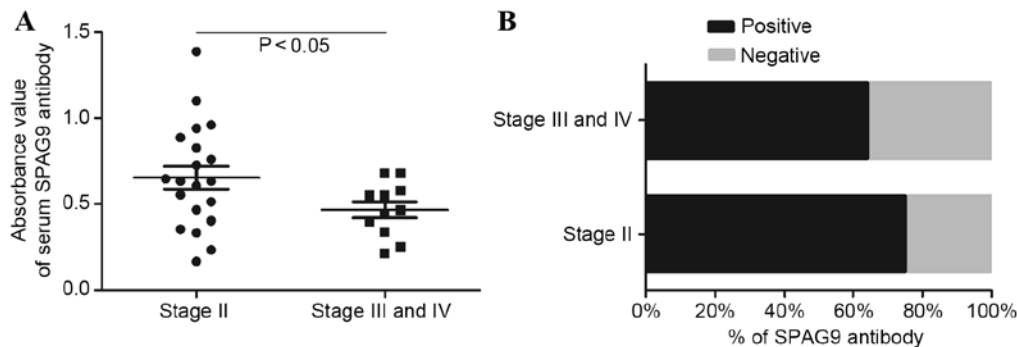 A
Absorbance value
of serum SPAG9 antibody
1.5
1.0
0.5
0.0
P < 0.05
Stage II
Stage III and IV
B
Positive
Negative
Stage III and IV
Stage II
0% 20% 40% 60% 80% 100%
% of SPAG9 antibody